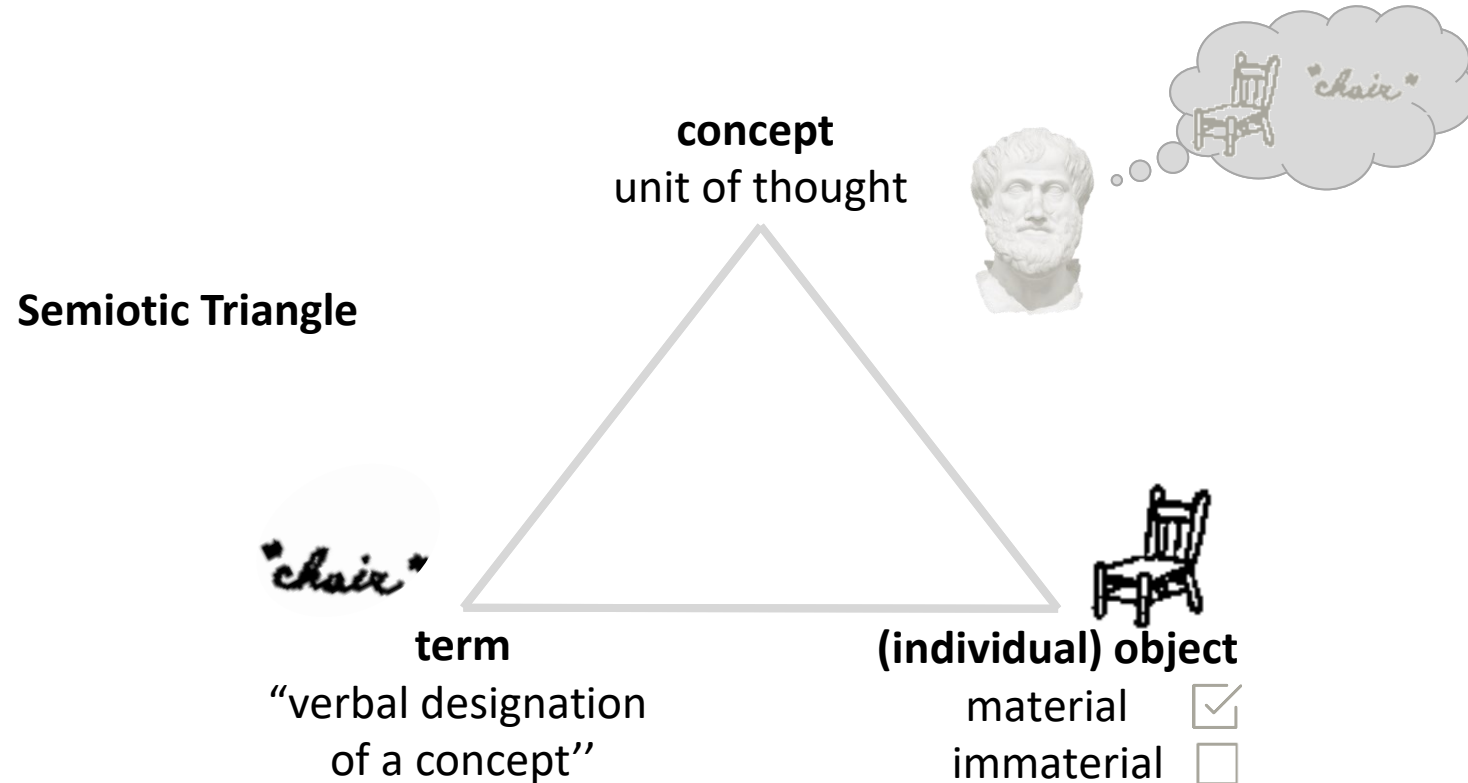 "chair"
concept
unit of thought
Semiotic Triangle
"chair"
term
“verbal designation
of a concept’’
(individual) object
material
immaterial